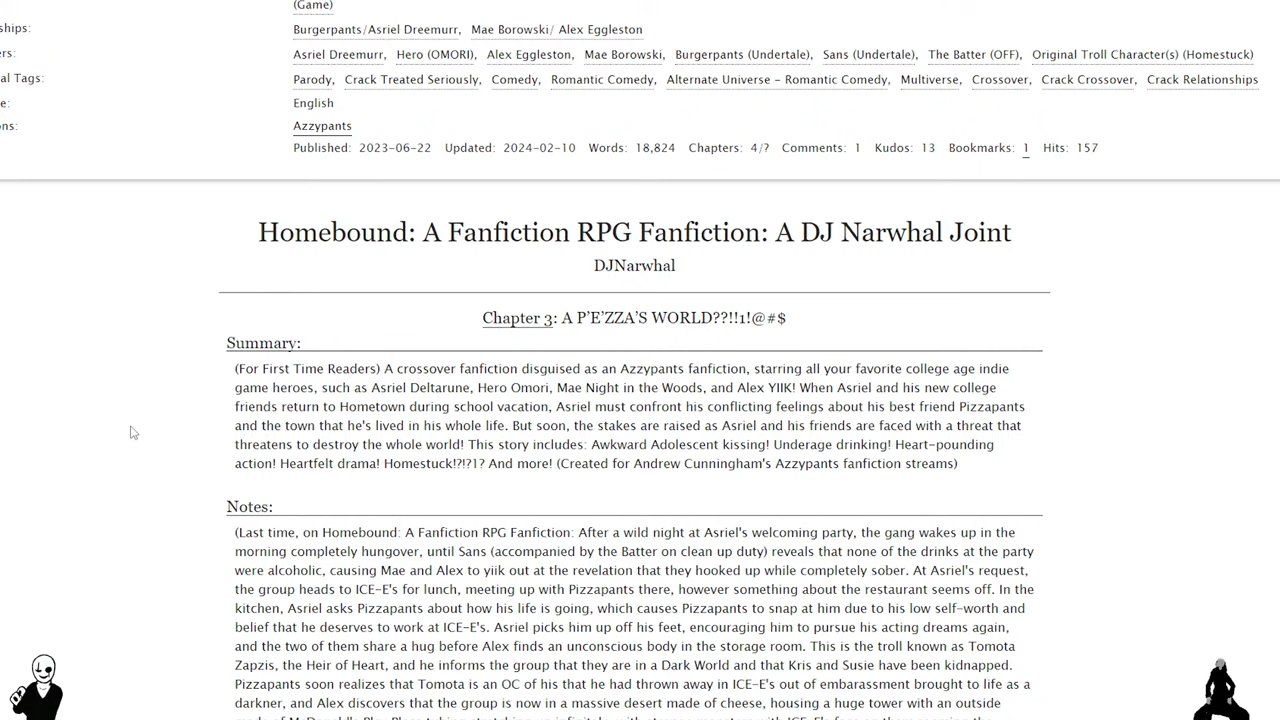 (Game)
ships:
Burgerpants/Asriel Dreemurr, Mae Borowski/ Alex Eggleston
ers:
Asriel Dreemurr, Hero (OMORI), Alex Eggleston, Mae Borowski, Burgerpants (Undertale), Sans (Undertale), The Batter (OFF), Original Troll Character(s) (Homestuck)
al Tags:
Parody, Crack Treated Seriously, Comedy, Romantic Comedy, Alternate Universe - Romantic Comedy, Multiverse, Crossover, Crack Crossover, Crack Relationships
e:
English
ons:
Azzypants
Published: 2023-06-22 Updated: 2024-02-10 Words: 18,824 Chapters: 4/? Comments: 1 Kudos: 13 Bookmarks: 1 Hits: 157
Homebound: A Fanfiction RPG Fanfiction: A DJ Narwhal Joint
DJNarwhal
Chapter 3: A P'E'ZZA'S WORLD??!!1!@#$
Summary:
(For First Time Readers) A crossover fanfiction disguised as an Azzypants fanfiction, starring all your favorite college age indie
game heroes, such as Asriel Deltarune, Hero Omori, Mae Night in the Woods, and Alex YIIK! When Asriel and his new college
friends return to Hometown during school vacation, Asriel must confront his conflicting feelings about his best friend Pizzapants
and the town that he's lived in his whole life. But soon, the stakes are raised as Asriel and his friends are faced with a threat that
threatens to destroy the whole world! This story includes: Awkward Adolescent kissing! Underage drinking! Heart-pounding
action! Heartfelt drama! Homestuck!?!?1? And more! (Created for Andrew Cunningham's Azzypants fanfiction streams)
Notes:
(Last time, on Homebound: A Fanfiction RPG Fanfiction: After a wild night at Asriel's welcoming party, the gang wakes up in the
morning completely hungover, until Sans (accompanied by the Batter on clean up duty) reveals that none of the drinks at the party
were alcoholic, causing Mae and Alex to yiik out at the revelation that they hooked up while completely sober. At Asriel's request,
the group heads to ICE-E's for lunch, meeting up with Pizzapants there, however something about the restaurant seems off. In the
kitchen, Asriel asks Pizzapants about how his life is going, which causes Pizzapants to snap at him due to his low self-worth and
belief that he deserves to work at ICE-E's. Asriel picks him up off his feet, encouraging him to pursue his acting dreams again,
and the two of them share a hug before Alex finds an unconscious body in the storage room. This is the troll known as Tomota
Zapzis, the Heir of Heart, and he informs the group that they are in a Dark World and that Kris and Susie have been kidnapped.
Pizzapants soon realizes that Tomota is an OC of his that he had thrown away in ICE-E's out of embarrassment brought to life as a
darkner, and Alex discovers that the group is now in a massive desert made of cheese, housing a huge tower with an outside